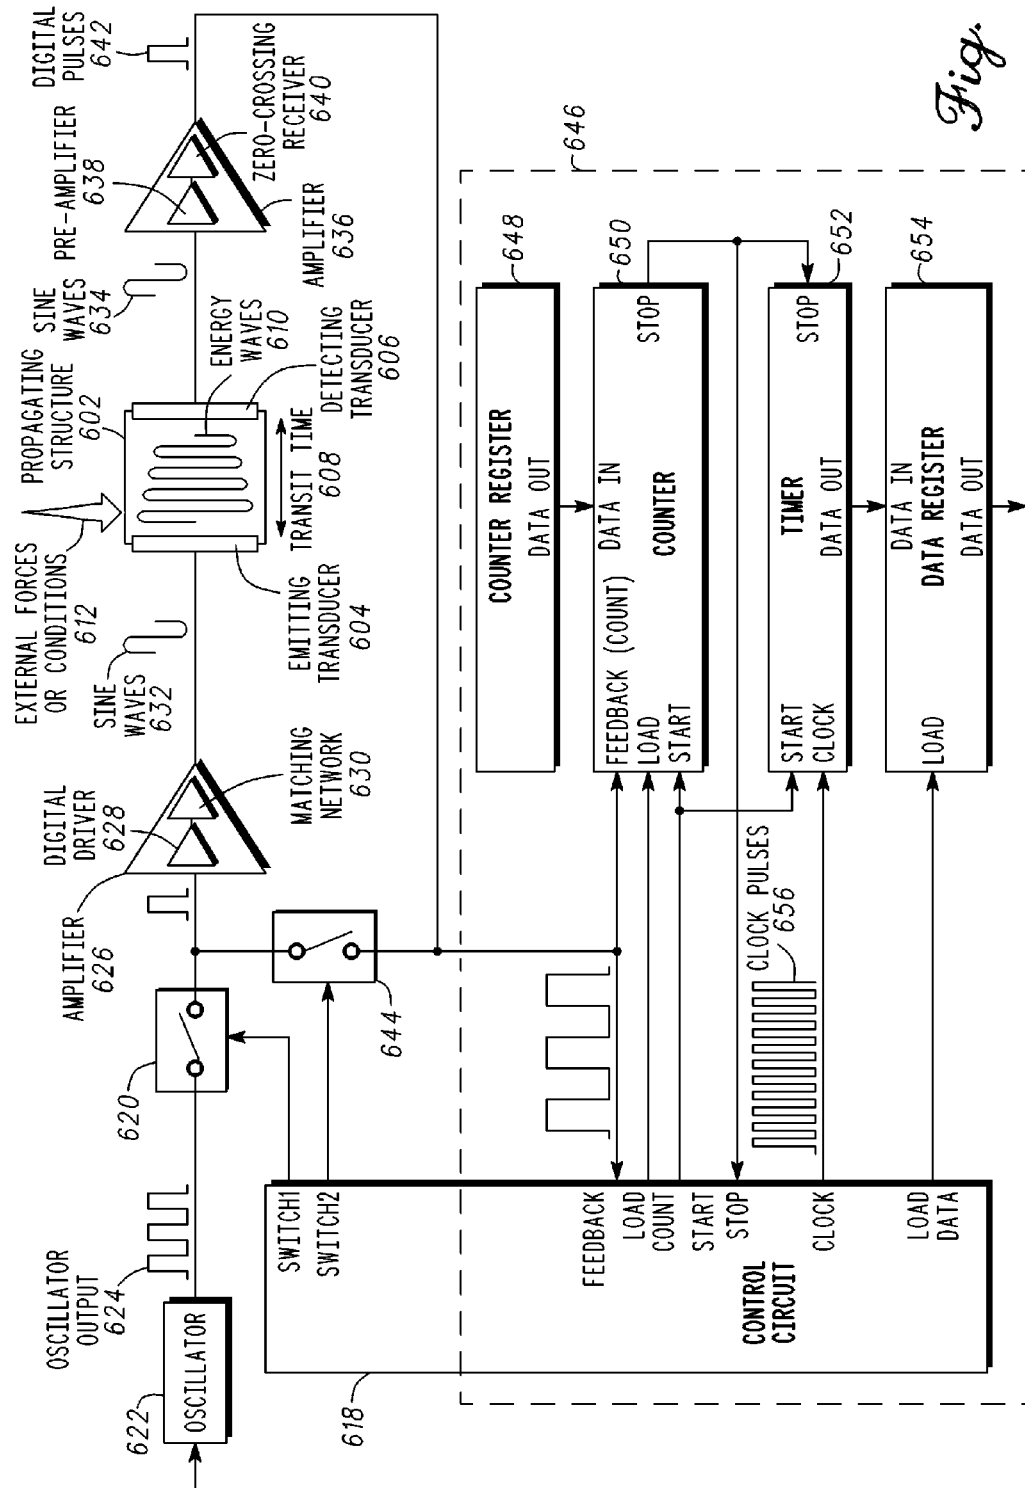 OSCILLATOR
OUTPUT
624
622
OSCILLATOR
620
AMPLIFIER
626
DIGITAL
DRIVER
628
MATCHING
NETWORK
630
SINE
WAVES
632
EXTERNAL FORCES
OR CONDITIONS
612
PROPAGATING
STRUCTURE
602
EMITTING
TRANSDUCER
604
TRANSIT TIME
608
ENERGY
WAVES
610
DETECTING
TRANSDUCER
606
SINE
WAVES
634
PRE-AMPLIFIER
638
AMPLIFIER
636
ZERO-CROSSING
RECEIVER
640
DIGITAL
PULSES
642
644
646
618
SWITCH1
SWITCH2
FEEDBACK
LOAD
COUNT
START
STOP
CLOCK
LOAD
DATA
CONTROL
CIRCUIT
CLOCK PULSES
656
COUNTER REGISTER
DATA OUT
648
FEEDBACK (COUNT)
LOAD
START
DATA IN
COUNTER
STOP
650
START
CLOCK
TIMER
DATA OUT
STOP
652
LOAD
DATA IN
DATA REGISTER
DATA OUT
654
Fig.